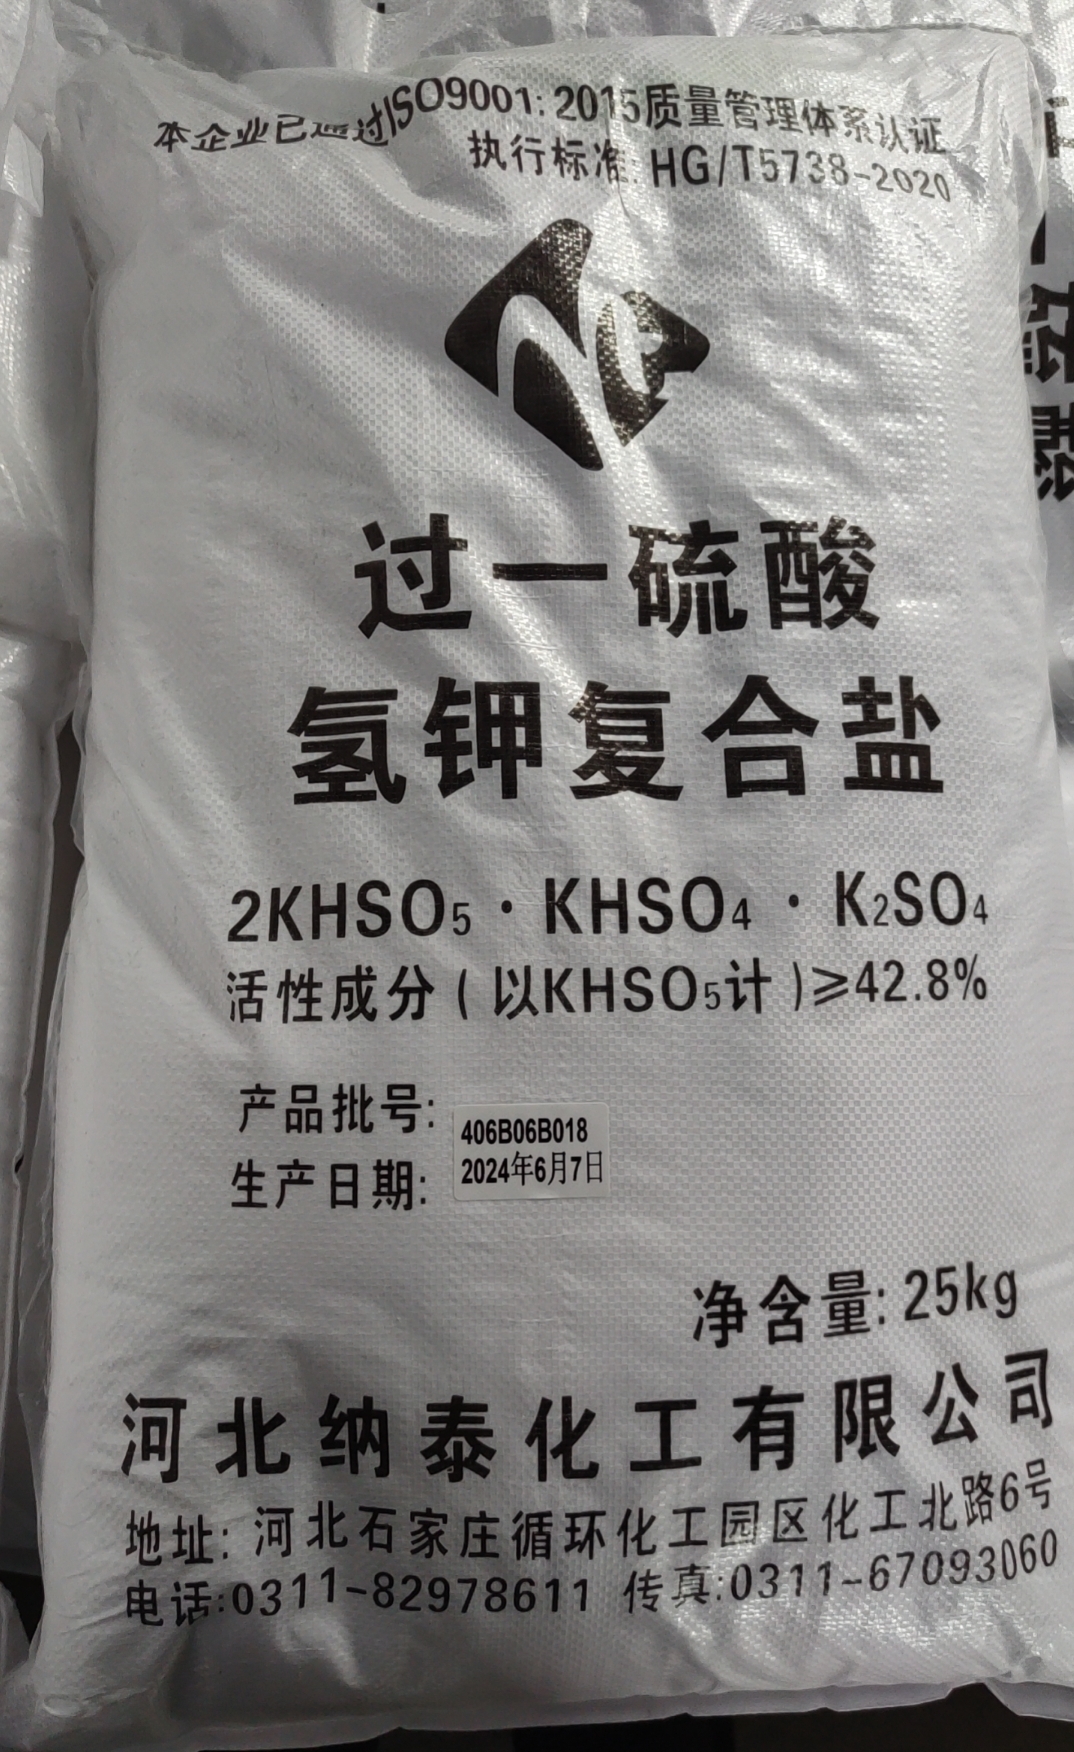 本企业已通过ISO9001:2015质量管理体系认证
执行标准:HG/T5738-2020
过一硫酸
氢钾复合盐
2KHSO₅·KHSO₄·K₂SO₄
活性成分(以KHSO₅计)≥42.8%
产品批号:
406B06B018
生产日期:
2024年6月7日
净含量:25kg
河北纳泰化工有限公司
地址:河北石家庄循环化工园区化工北路6号
电话:0311-82978611 传真:0311-67093060